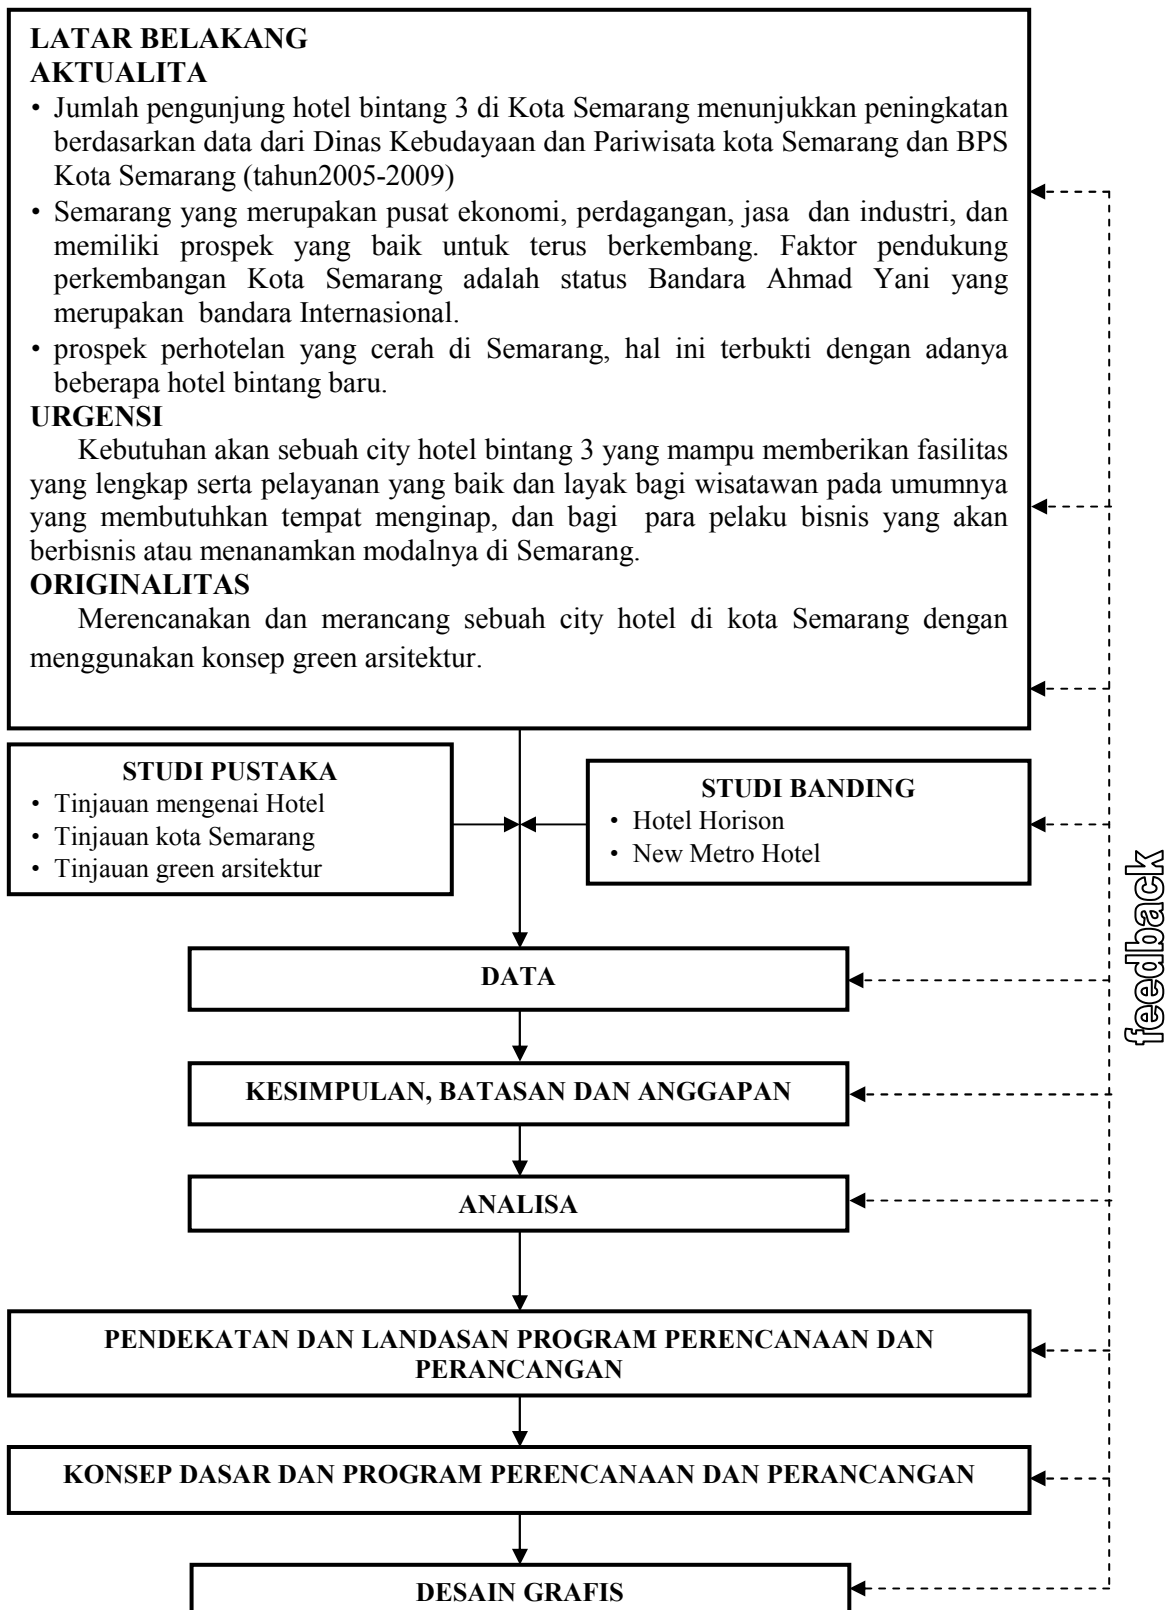 LATAR BELAKANG
AKTUALITA
• Jumlah pengunjung hotel bintang 3 di Kota Semarang menunjukkan peningkatan
berdasarkan data dari Dinas Kebudayaan dan Pariwisata kota Semarang dan BPS
Kota Semarang (tahun2005-2009)
• Semarang yang merupakan pusat ekonomi, perdagangan, jasa dan industri, dan
memiliki prospek yang baik untuk terus berkembang. Faktor pendukung
perkembangan Kota Semarang adalah status Bandara Ahmad Yani yang
merupakan bandara Internasional.
• prospek perhotelan yang cerah di Semarang, hal ini terbukti dengan adanya
beberapa hotel bintang baru.
URGENSI
Kebutuhan akan sebuah city hotel bintang 3 yang mampu memberikan fasilitas
yang lengkap serta pelayanan yang baik dan layak bagi wisatawan pada umumnya
yang membutuhkan tempat menginap, dan bagi para pelaku bisnis yang akan
berbisnis atau menanamkan modalnya di Semarang.
ORIGINALITAS
Merencanakan dan merancang sebuah city hotel di kota Semarang dengan
menggunakan konsep green arsitektur.
STUDI PUSTAKA
• Tinjauan mengenai Hotel
• Tinjauan kota Semarang
• Tinjauan green arsitektur
STUDI BANDING
• Hotel Horison
• New Metro Hotel
feedback
DATA
KESIMPULAN, BATASAN DAN ANGGAPAN
ANALISA
PENDEKATAN DAN LANDASAN PROGRAM PERENCANAAN DAN
PERANCANGAN
KONSEP DASAR DAN PROGRAM PERENCANAAN DAN PERANCANGAN
DESAIN GRAFIS